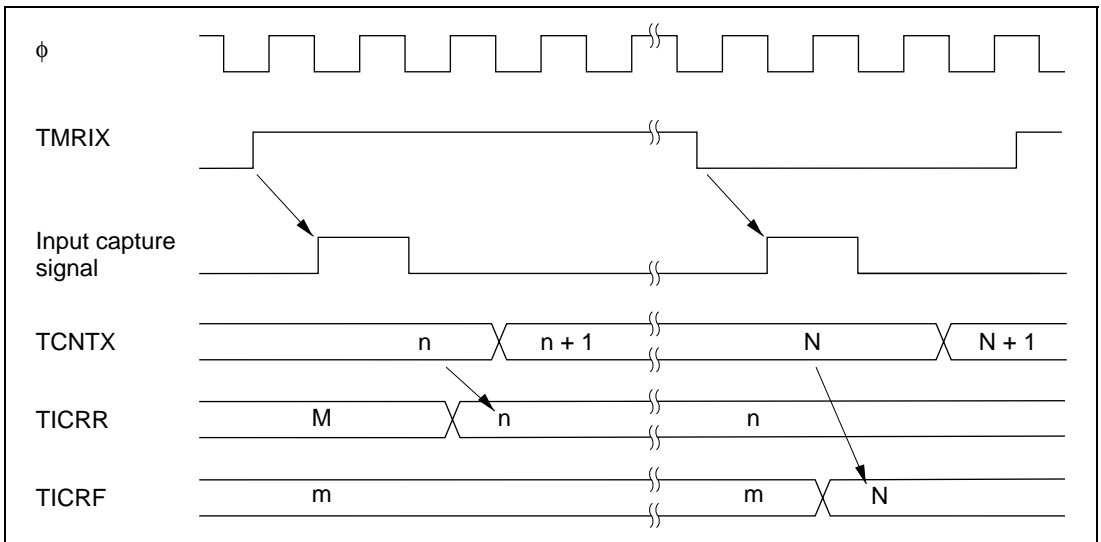 ϕ
TMRIX
Input capture
signal
TCNTX n n + 1 N N + 1
TICRR M n n
TICRF m m N